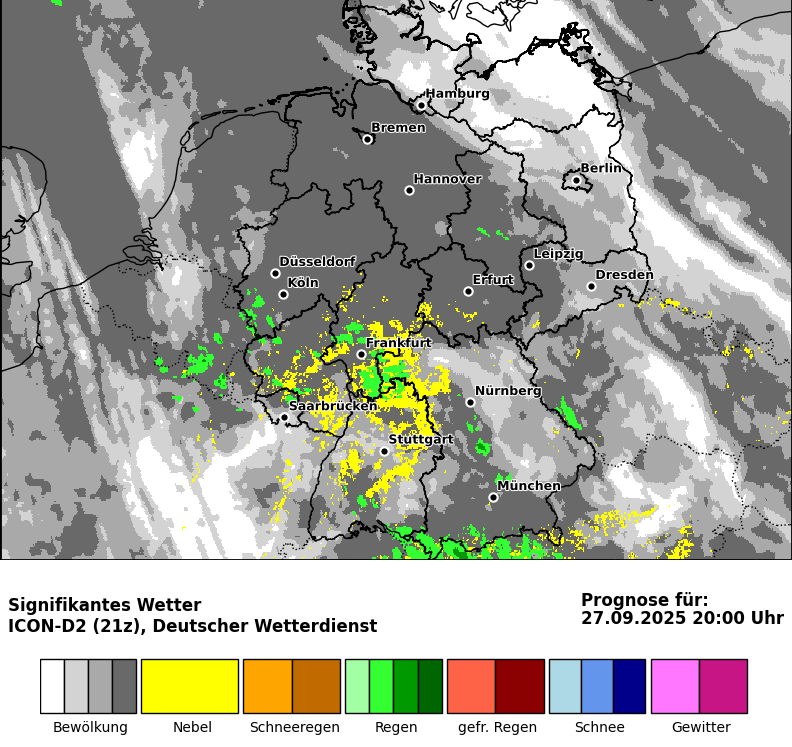 Hamburg
Bremen
Berlin
Hannover
Leipzig
Düsseldorf
Köln
Erfurt
Dresden
Frankfurt
Nürnberg
Saarbrücken
Stuttgart
München
Signifikantes Wetter
ICON-D2 (21z), Deutscher Wetterdienst
Prognose für:
27.09.2025 20:00 Uhr
Bewölkung Nebel Schneeregen Regen gefr. Regen Schnee Gewitter